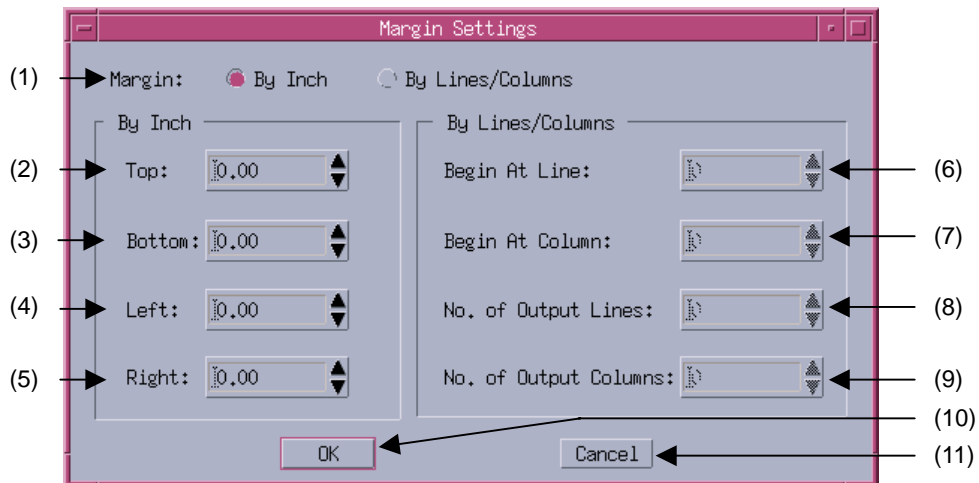 Margin Settings
(1) Margin: By Inch By Lines/Columns
By Inch By Lines/Columns
(2) Top: 0.00 Begin At Line: (6)
(3) Bottom: 0.00 Begin At Column: (7)
(4) Left: 0.00 No. of Output Lines: (8)
(5) Right: 0.00 No. of Output Columns: (9)
(10)
OK Cancel (11)